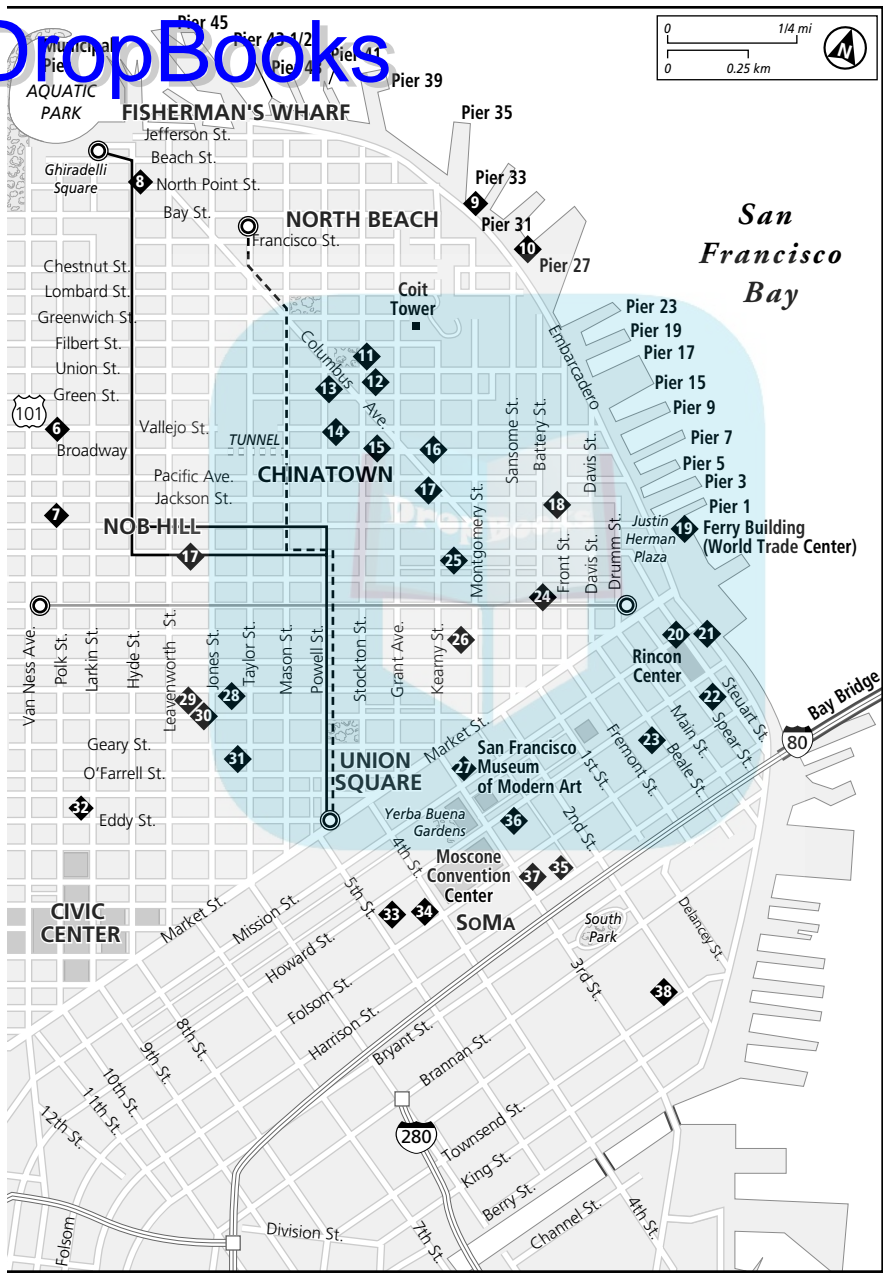 DropBooks
Pier 45
Pier 43-1/2
Pier 41
Municipal
Pier
Pier 39
AQUATIC
PARK
FISHERMAN'S WHARF
0 1/4 mi
0 0.25 km
N
Pier 35
Jefferson St.
Beach St.
Ghiradelli
Square
8
North Point St.
Pier 33
9
Bay St.
NORTH BEACH
Pier 31
10
Pier 27
San
Francisco
Bay
Francisco St.
Chestnut St.
Lombard St.
Greenwich St.
Filbert St.
Union St.
Green St.
Coit
Tower
Columbus
Ave.
Embarcadero
Pier 23
Pier 19
Pier 17
Pier 15
Pier 9
Pier 7
Pier 5
Pier 3
Pier 1
11
12
13
14
15
16
17
101
6
Vallejo St.
TUNNEL
Broadway
CHINATOWN
Pacific Ave.
Jackson St.
7
NOB HILL
17
Sansome St.
Battery St.
Davis St.
Montgomery St.
DropBooks
18
Front St.
Davis St.
Drumm St.
Justin
Herman
Plaza
19
Ferry Building
(World Trade Center)
25
24
26
20
21
Rincon
Center
22
Van Ness Ave.
Polk St.
Larkin St.
Hyde St.
Leavenworth St.
Jones St.
Taylor St.
Mason St.
Powell St.
Stockton St.
Grant Ave.
Kearny St.
28
29
30
31
Geary St.
O'Farrell St.
32
Eddy St.
UNION
SQUARE
Market St.
San Francisco
Museum
of Modern Art
27
1st St.
Fremont St.
23
Main St.
Beale St.
Spear St.
Steuart St.
Bay Bridge
80
Yerba Buena
Gardens
36
2nd St.
4th St.
Moscone
Convention
Center
37
35
5th St.
33
34
SOMA
CIVIC
CENTER
Market St.
Mission St.
Howard St.
Folsom St.
Harrison St.
Bryant St.
Brannan St.
South
Park
3rd St.
Delancey St.
38
8th St.
9th St.
10th St.
11th St.
12th St.
280
Townsend St.
King St.
Berry St.
Channel St.
4th St.
7th St.
Division St.
Folsom